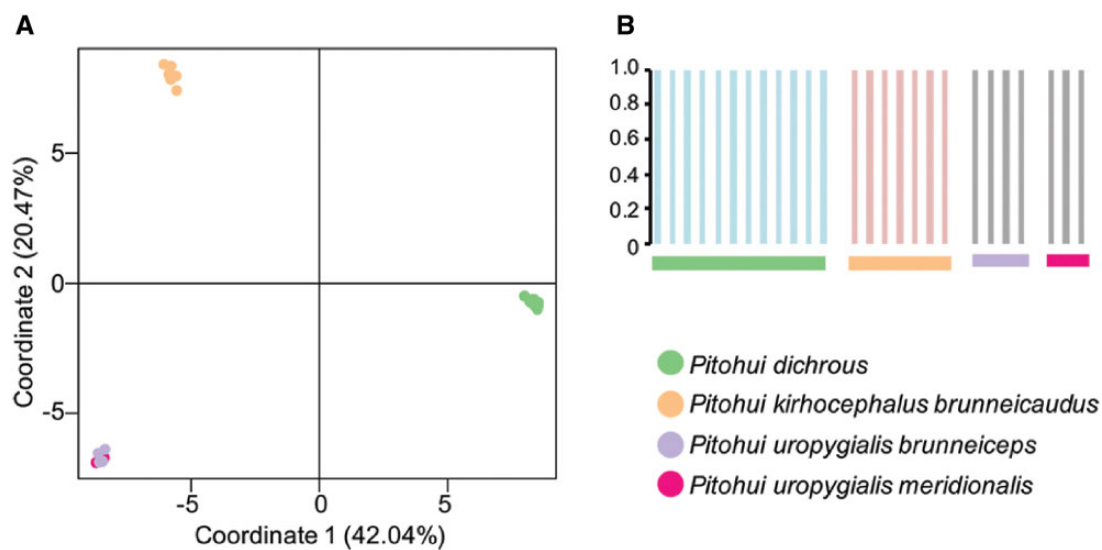 A
5
0
-5
Coordinate 2 (20.47%)
-5
0
5
Coordinate 1 (42.04%)
B
1.0
0.8
0.6
0.4
0.2
0
Pitohui dichrous
Pitohui kirhocephalus brunneicaudus
Pitohui uropygialis brunneiceps
Pitohui uropygialis meridionalis